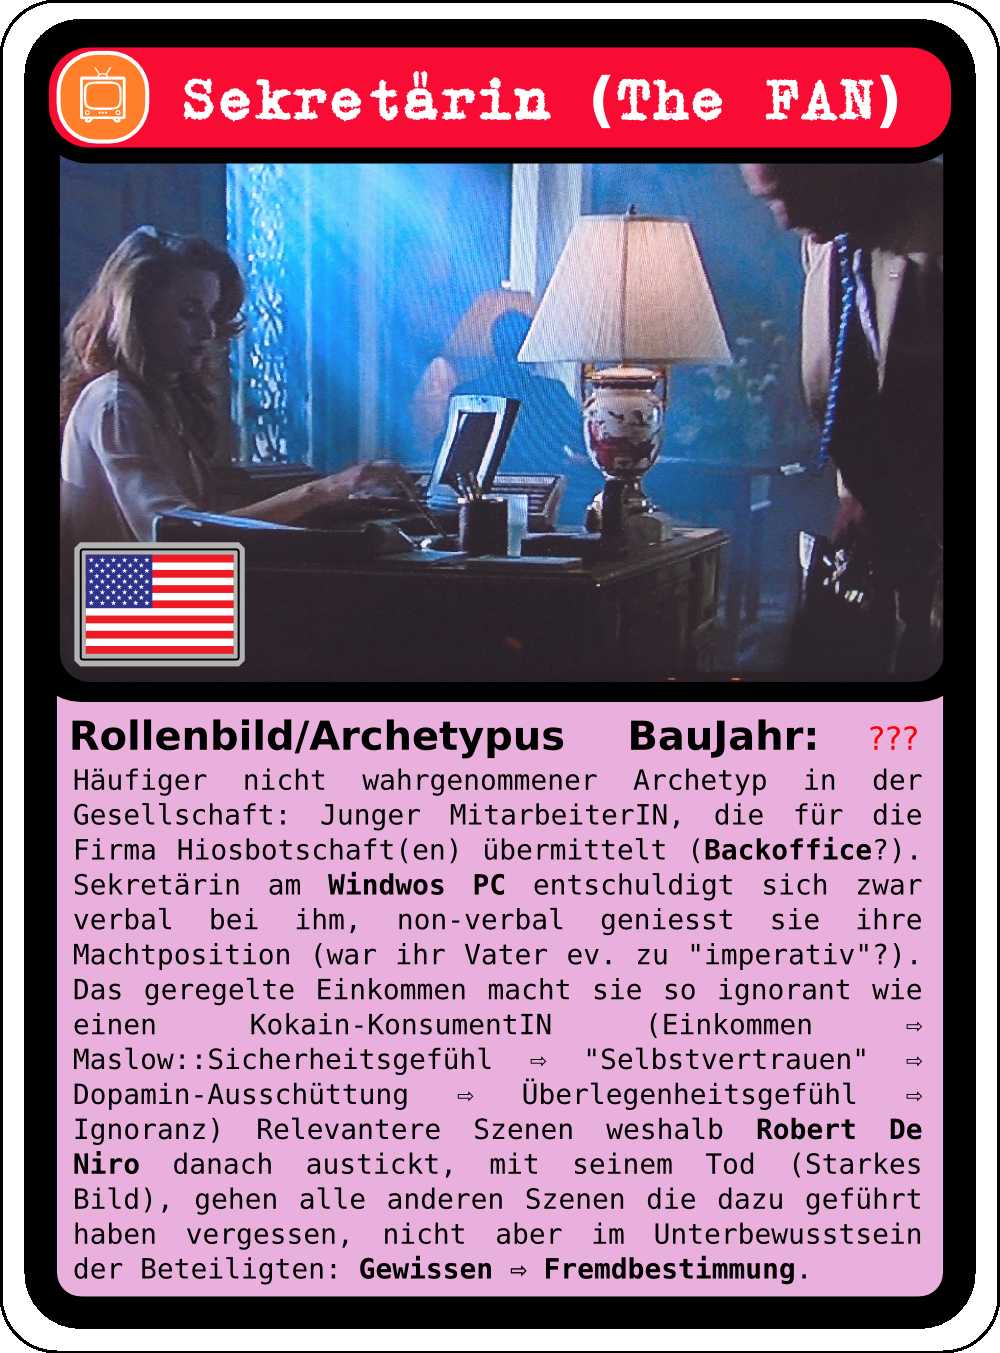 Sekretärin (The FAN)
Rollenbild/Archetypus BauJahr: ???
Häufiger nicht wahrgenommener Archetyp in der
Gesellschaft: Junger MitarbeiterIN, die für die
Firma Hiosbotschaft(en) übermittelt (Backoffice?).
Sekretärin am Windwos PC entschuldigt sich zwar
verbal bei ihm, non-verbal geniesst sie ihre
Machtposition (war ihr Vater ev. zu "imperativ"?).
Das geregelte Einkommen macht sie so ignorant wie
einen Kokain-KonsumentIN (Einkommen ⇨
Maslow::Sicherheitsgefühl ⇨ "Selbstvertrauen" ⇨
Dopamin-Ausschüttung ⇨ Überlegenheitsgefühl ⇨
Ignoranz) Relevantere Szenen weshalb Robert De
Niro danach austickt, mit seinem Tod (Starkes
Bild), gehen alle anderen Szenen die dazu geführt
haben vergessen, nicht aber im Unterbewusstsein
der Beteiligten: Gewissen ⇨ Fremdbestimmung.